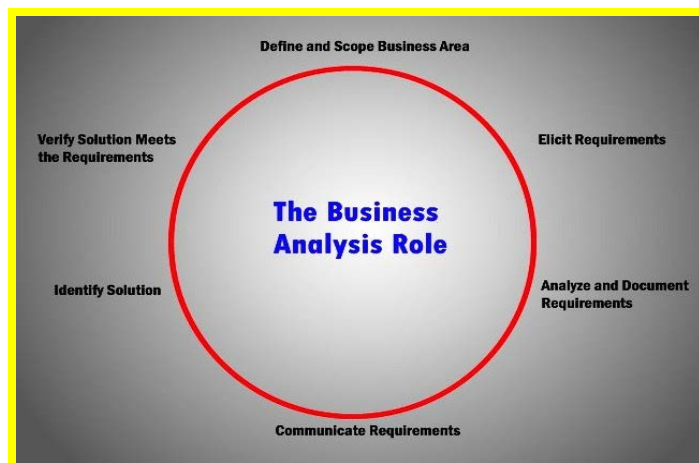 Define and Scope Business Area
Elicit Requirements
Analyze and Document
Requirements
Communicate Requirements
Identify Solution
Verify Solution Meets
the Requirements
The Business
Analysis Role